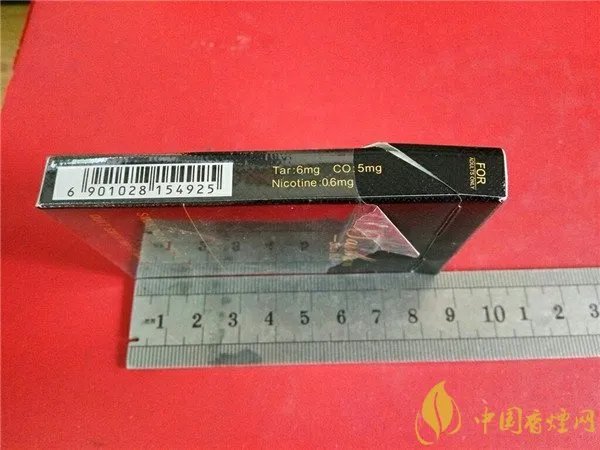 6 901028 154925
Tar:6mg CO:5mg
Nicotine:0.6mg
FOR
ADULTS ONLY
1 2 3 4 5 6 7 8 9 10 1 2 3
中国香煙网